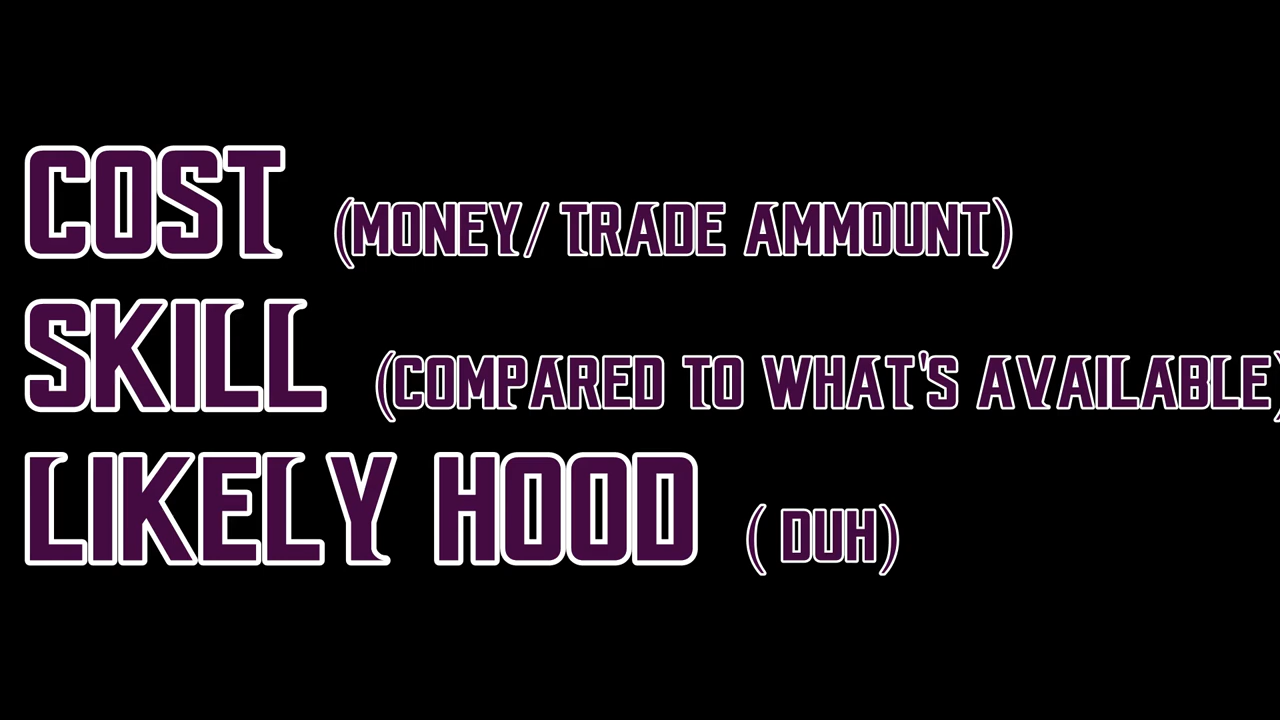 COST (MONEY/ TRADE AMMOUNT)
SKILL (COMPARED TO WHAT'S AVAILABLE)
LIKELY HOOD ( DUH)